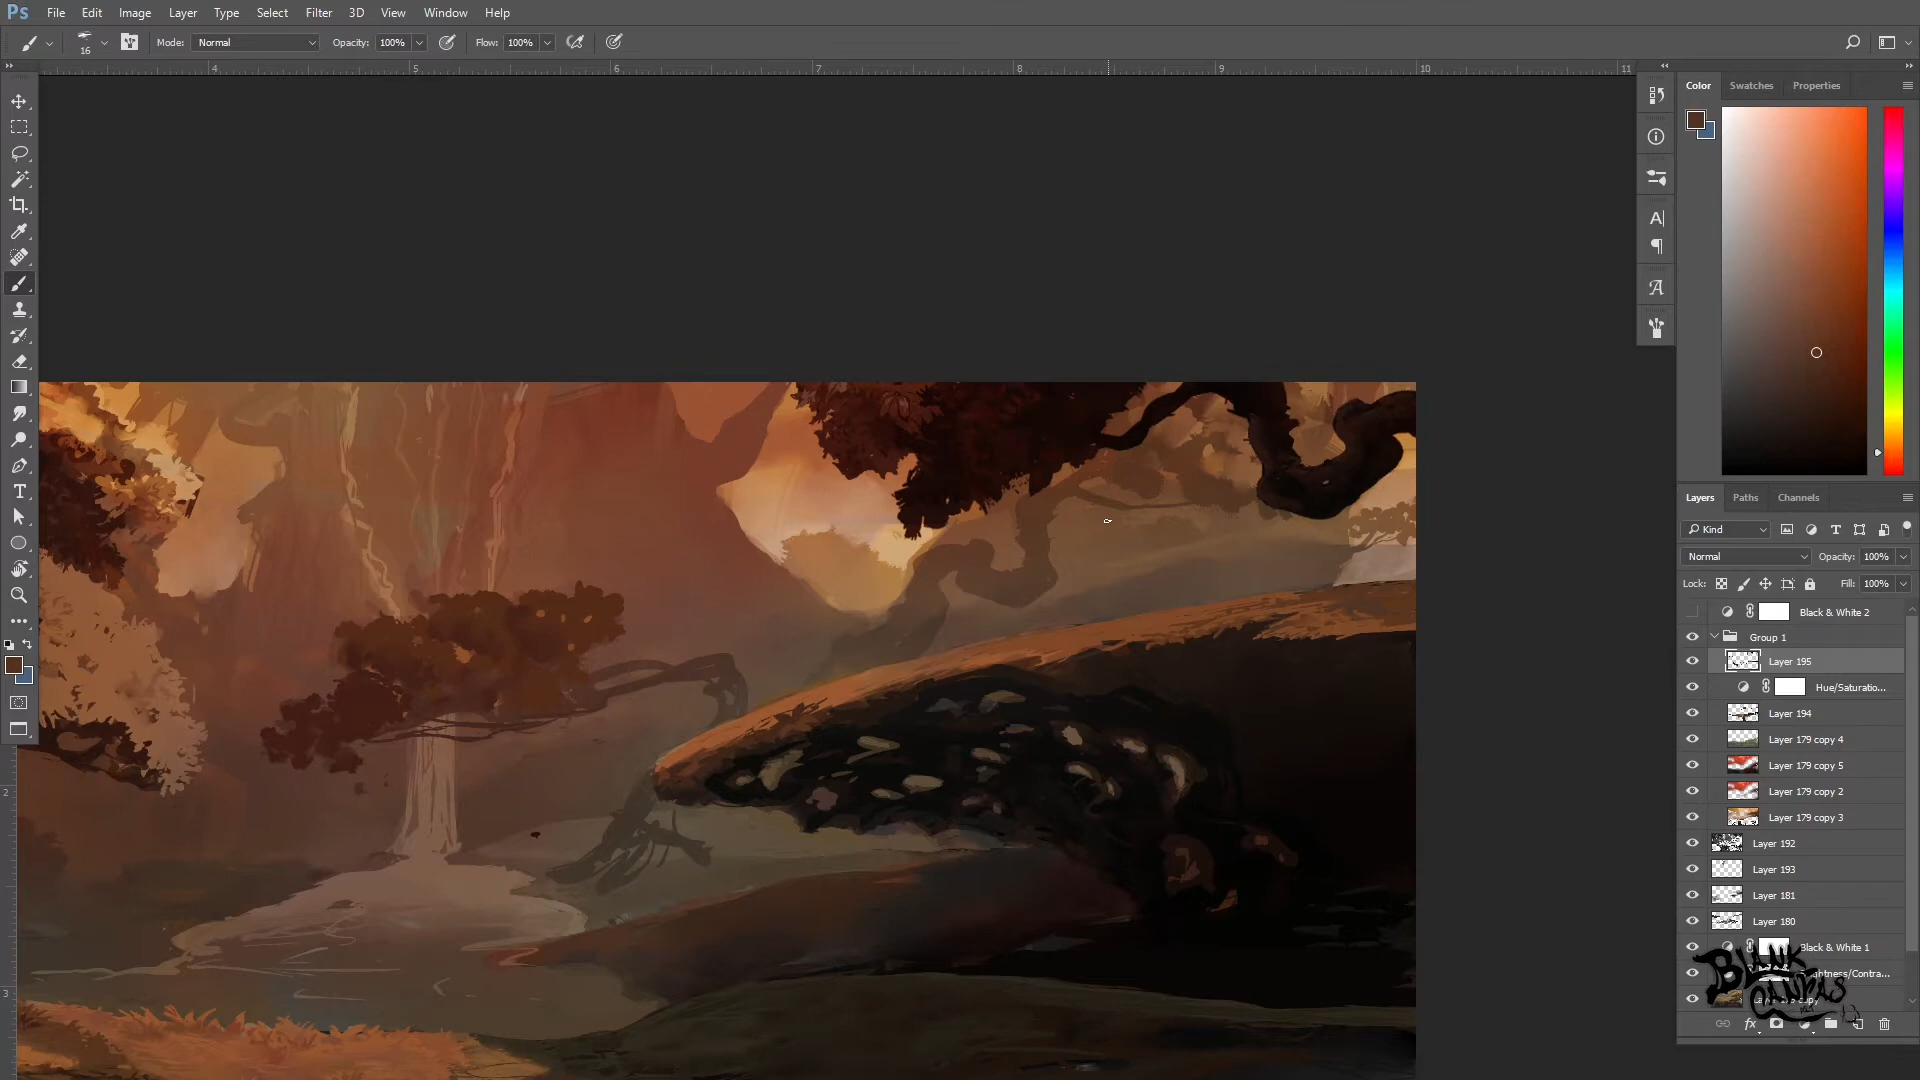 Ps File Edit Image Layer Type Select Filter 3D View Window Help
16 Mode: Normal Opacity: 100% Flow: 100%
4 5 6 7 8 9 10 11
Color Swatches Properties
Layers Paths Channels
Kind
Normal Opacity: 100%
Lock: Fill: 100%
Black & White 2
Group 1
Layer 195
Hue/Saturatio...
Layer 194
Layer 179 copy 4
Layer 179 copy 5
Layer 179 copy 2
2
Layer 179 copy 3
Layer 192
Layer 193
Layer 181
Layer 180
Black & White 1
BLANK
CANVAS
3